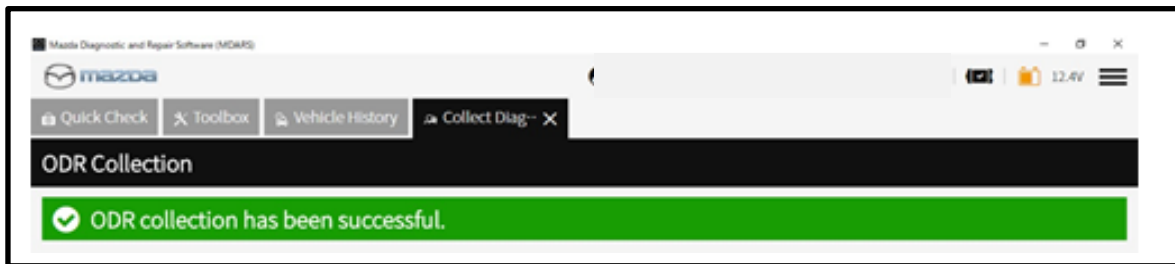 Mazda Diagnostic and Repair Software (MDARS)
mazda
12.4V
Quick Check
Toolbox
Vehicle History
Collect Diag--
ODR Collection
ODR collection has been successful.